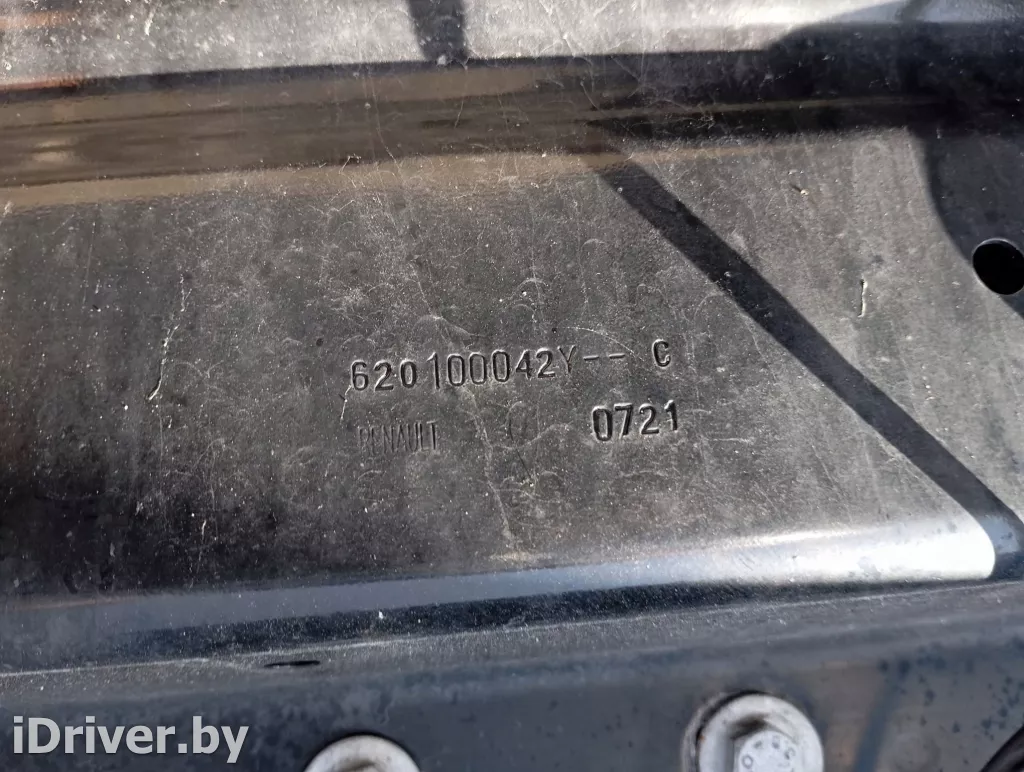 620100042Y-- C
RENAULT 0721
iDriver.by